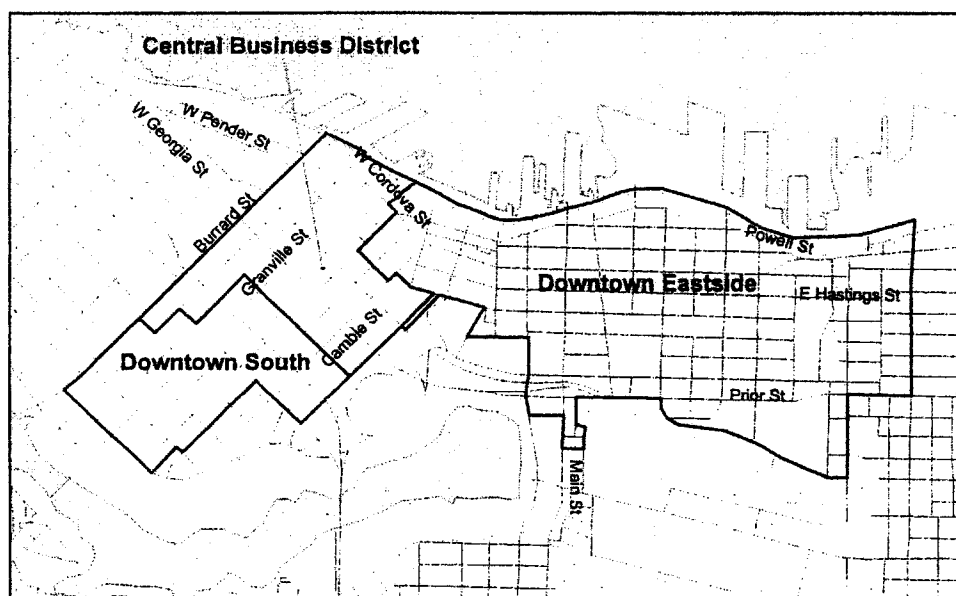 Central Business District
W Pender St
W Georgia St
W Cordova St
Burrard St
Granville St
Powell St
Downtown Eastside
E Hastings St
Cambie St
Downtown South
Prior St
Main St